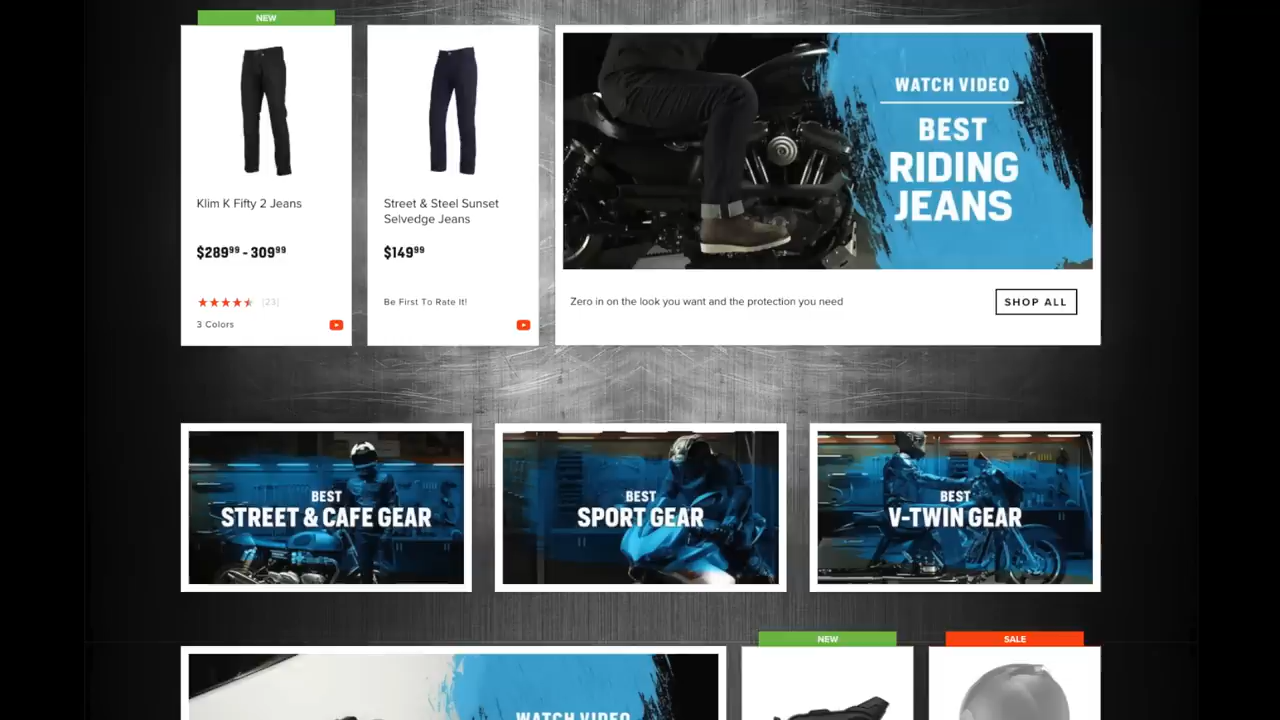 NEW
Klim K Fifty 2 Jeans
$289⁹⁹ - 309⁹⁹
(23)
3 Colors
Street & Steel Sunset
Selvedge Jeans
$149⁹⁹
Be First To Rate It!
WATCH VIDEO
BEST
RIDING
JEANS
Zero in on the look you want and the protection you need
SHOP ALL
BEST
STREET & CAFE GEAR
BEST
SPORT GEAR
BEST
V-TWIN GEAR
NEW
SALE
WATCH VIDEO